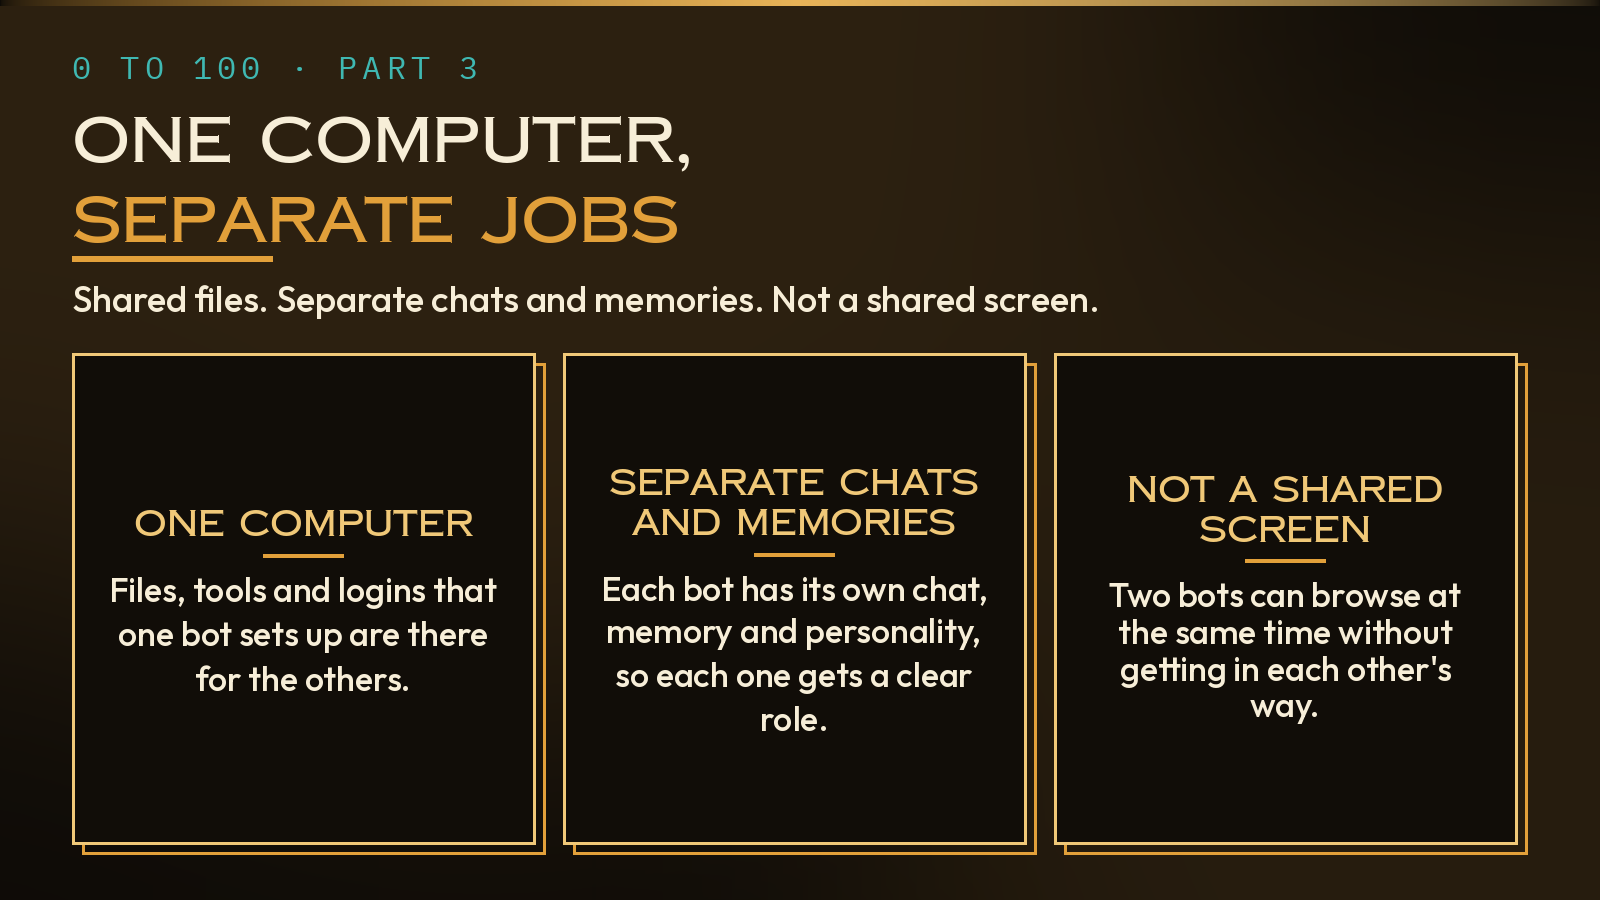 0 TO 100 · PART 3
ONE COMPUTER,
SEPARATE JOBS
Shared files. Separate chats and memories. Not a shared screen.
ONE COMPUTER
Files, tools and logins that
one bot sets up are there
for the others.
SEPARATE CHATS
AND MEMORIES
Each bot has its own chat,
memory and personality,
so each one gets a clear
role.
NOT A SHARED
SCREEN
Two bots can browse at
the same time without
getting in each other's
way.